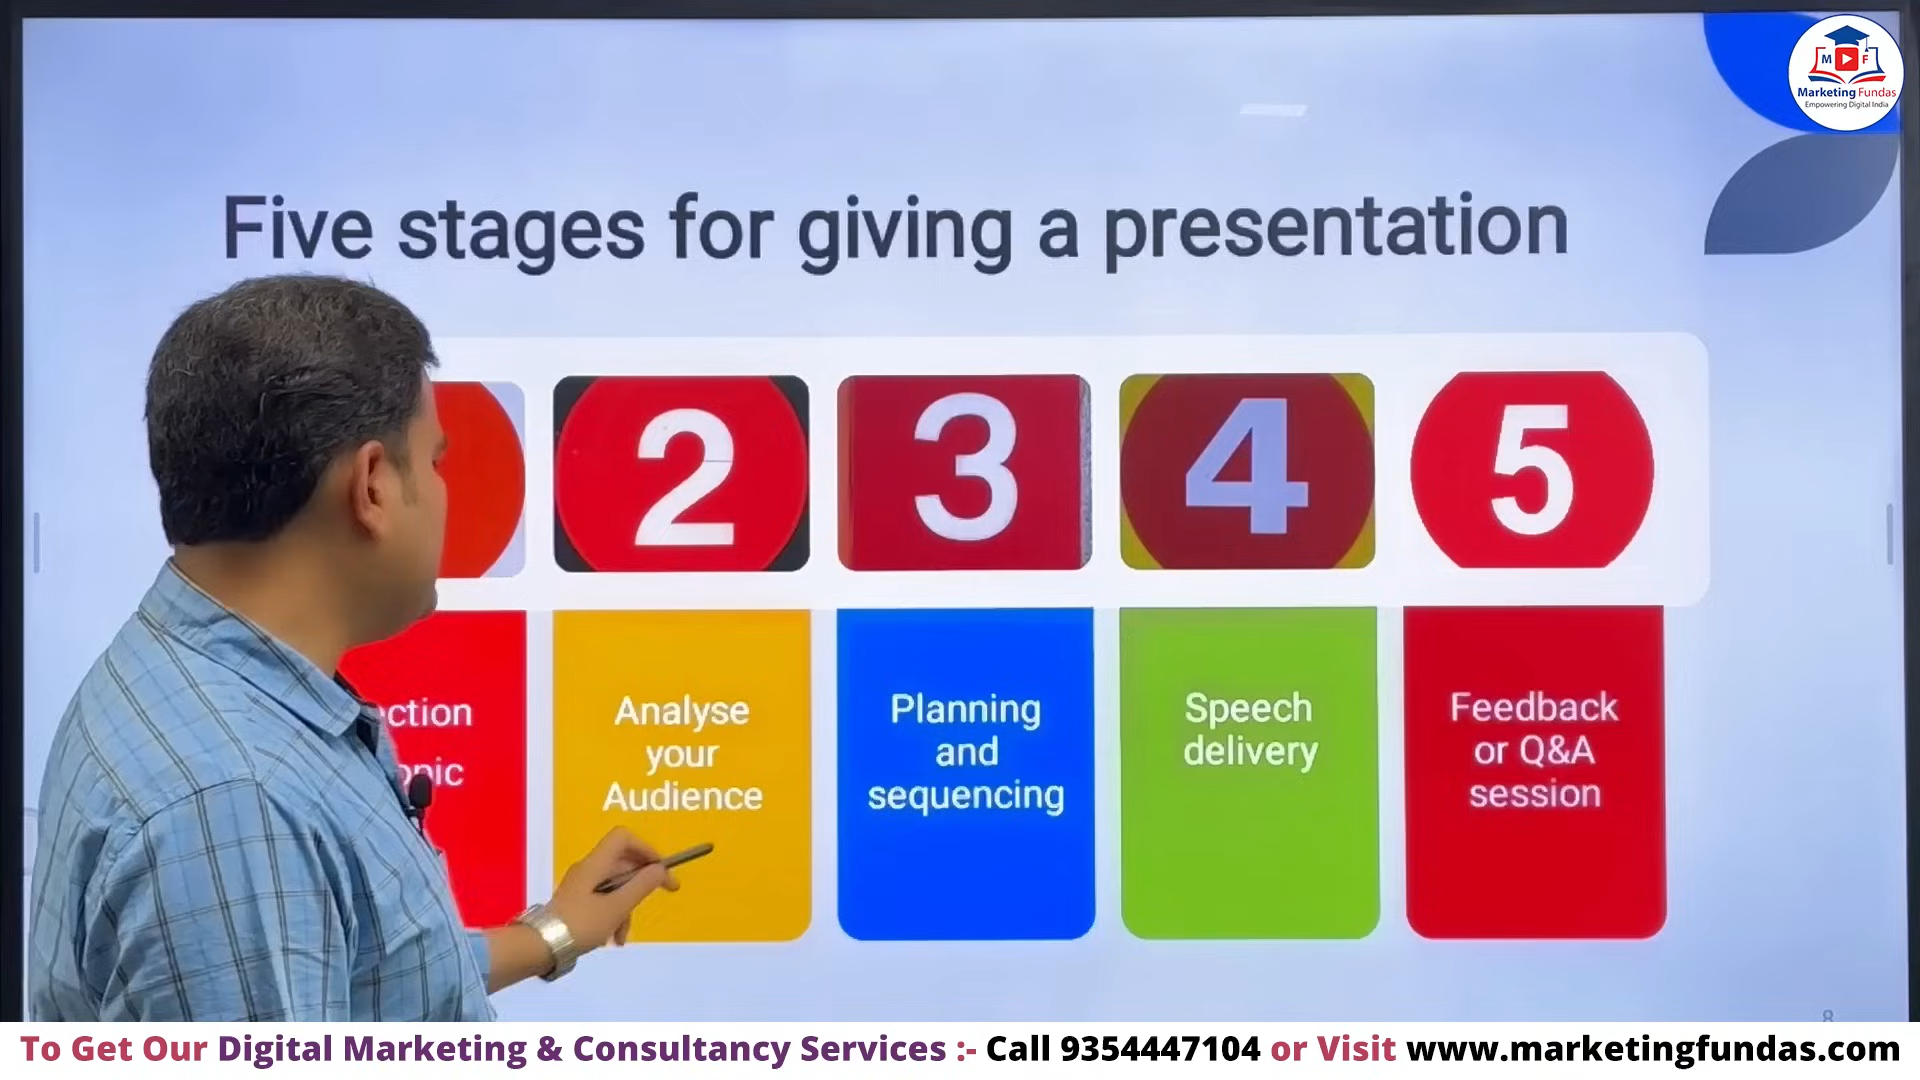 M F
Marketing Fundas
Empowering Digital India
Five stages for giving a presentation
2
3
4
5
ction
Analyse
your
Audience
Planning
and
sequencing
Speech
delivery
Feedback
or Q&A
session
8
To Get Our Digital Marketing & Consultancy Services :- Call 9354447104 or Visit www.marketingfundas.com